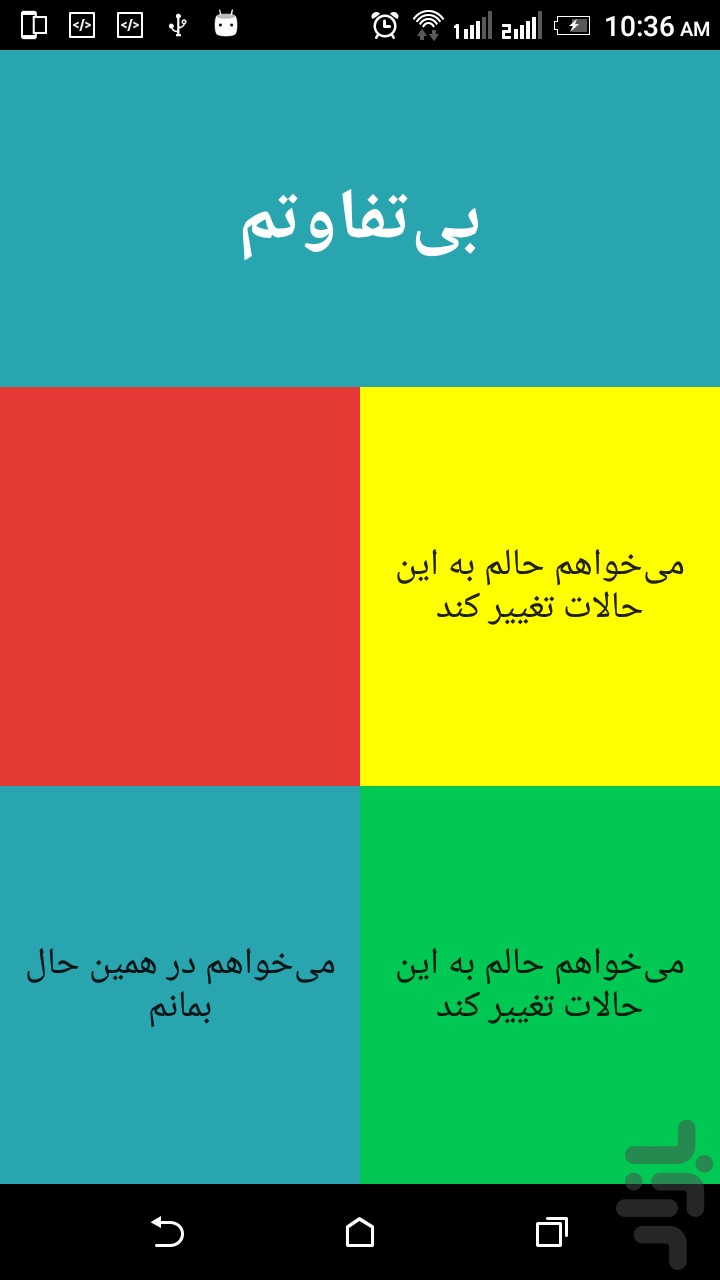 10:36 AM
بی‌تفاوتم
می‌خواهم حالم به این
حالات تغییر کند
می‌خواهم حالم به این
حالات تغییر کند
می‌خواهم در همین حال
بمانم
بازار